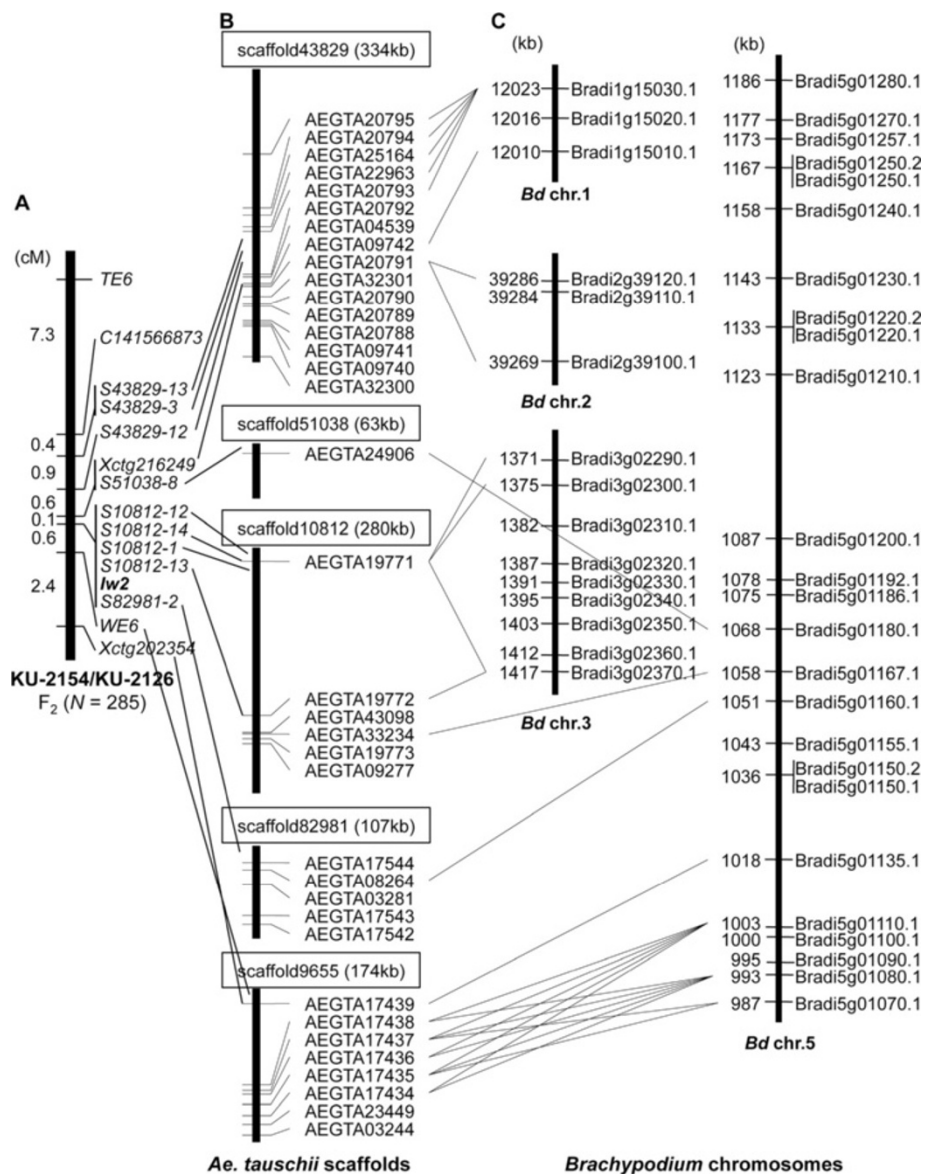 A
(cM)
TE6
7.3
C141566873
S43829-13
S43829-3
0.4
S43829-12
0.9
Xctg216249
S51038-8
0.6
0.1
S10812-12
0.6
S10812-14
S10812-1
S10812-13
lw2
2.4
S82981-2
WE6
Xctg202354
KU-2154/KU-2126
F2 (N = 285)
B
scaffold43829 (334kb)
AEGTA20795
AEGTA20794
AEGTA25164
AEGTA22963
AEGTA20793
AEGTA20792
AEGTA04539
AEGTA09742
AEGTA20791
AEGTA32301
AEGTA20790
AEGTA20789
AEGTA20788
AEGTA09741
AEGTA09740
AEGTA32300
scaffold51038 (63kb)
AEGTA24906
scaffold10812 (280kb)
AEGTA19771
AEGTA19772
AEGTA43098
AEGTA33234
AEGTA19773
AEGTA09277
scaffold82981 (107kb)
AEGTA17544
AEGTA08264
AEGTA03281
AEGTA17543
AEGTA17542
scaffold9655 (174kb)
AEGTA17439
AEGTA17438
AEGTA17437
AEGTA17436
AEGTA17435
AEGTA17434
AEGTA23449
AEGTA03244
Ae. tauschii scaffolds
C
(kb)
12023 Bradi1g15030.1
12016 Bradi1g15020.1
12010 Bradi1g15010.1
Bd chr.1
39286 Bradi2g39120.1
39284 Bradi2g39110.1
39269 Bradi2g39100.1
Bd chr.2
1371 Bradi3g02290.1
1375 Bradi3g02300.1
1382 Bradi3g02310.1
1387 Bradi3g02320.1
1391 Bradi3g02330.1
1395 Bradi3g02340.1
1403 Bradi3g02350.1
1412 Bradi3g02360.1
1417 Bradi3g02370.1
Bd chr.3
(kb)
1186 Bradi5g01280.1
1177 Bradi5g01270.1
1173 Bradi5g01257.1
1167 Bradi5g01250.2
Bradi5g01250.1
1158 Bradi5g01240.1
1143 Bradi5g01230.1
1133 Bradi5g01220.2
Bradi5g01220.1
1123 Bradi5g01210.1
1087 Bradi5g01200.1
1078 Bradi5g01192.1
1075 Bradi5g01186.1
1068 Bradi5g01180.1
1058 Bradi5g01167.1
1051 Bradi5g01160.1
1043 Bradi5g01155.1
1036 Bradi5g01150.2
Bradi5g01150.1
1018 Bradi5g01135.1
1003 Bradi5g01110.1
1000 Bradi5g01100.1
995 Bradi5g01090.1
993 Bradi5g01080.1
987 Bradi5g01070.1
Bd chr.5
Brachypodium chromosomes